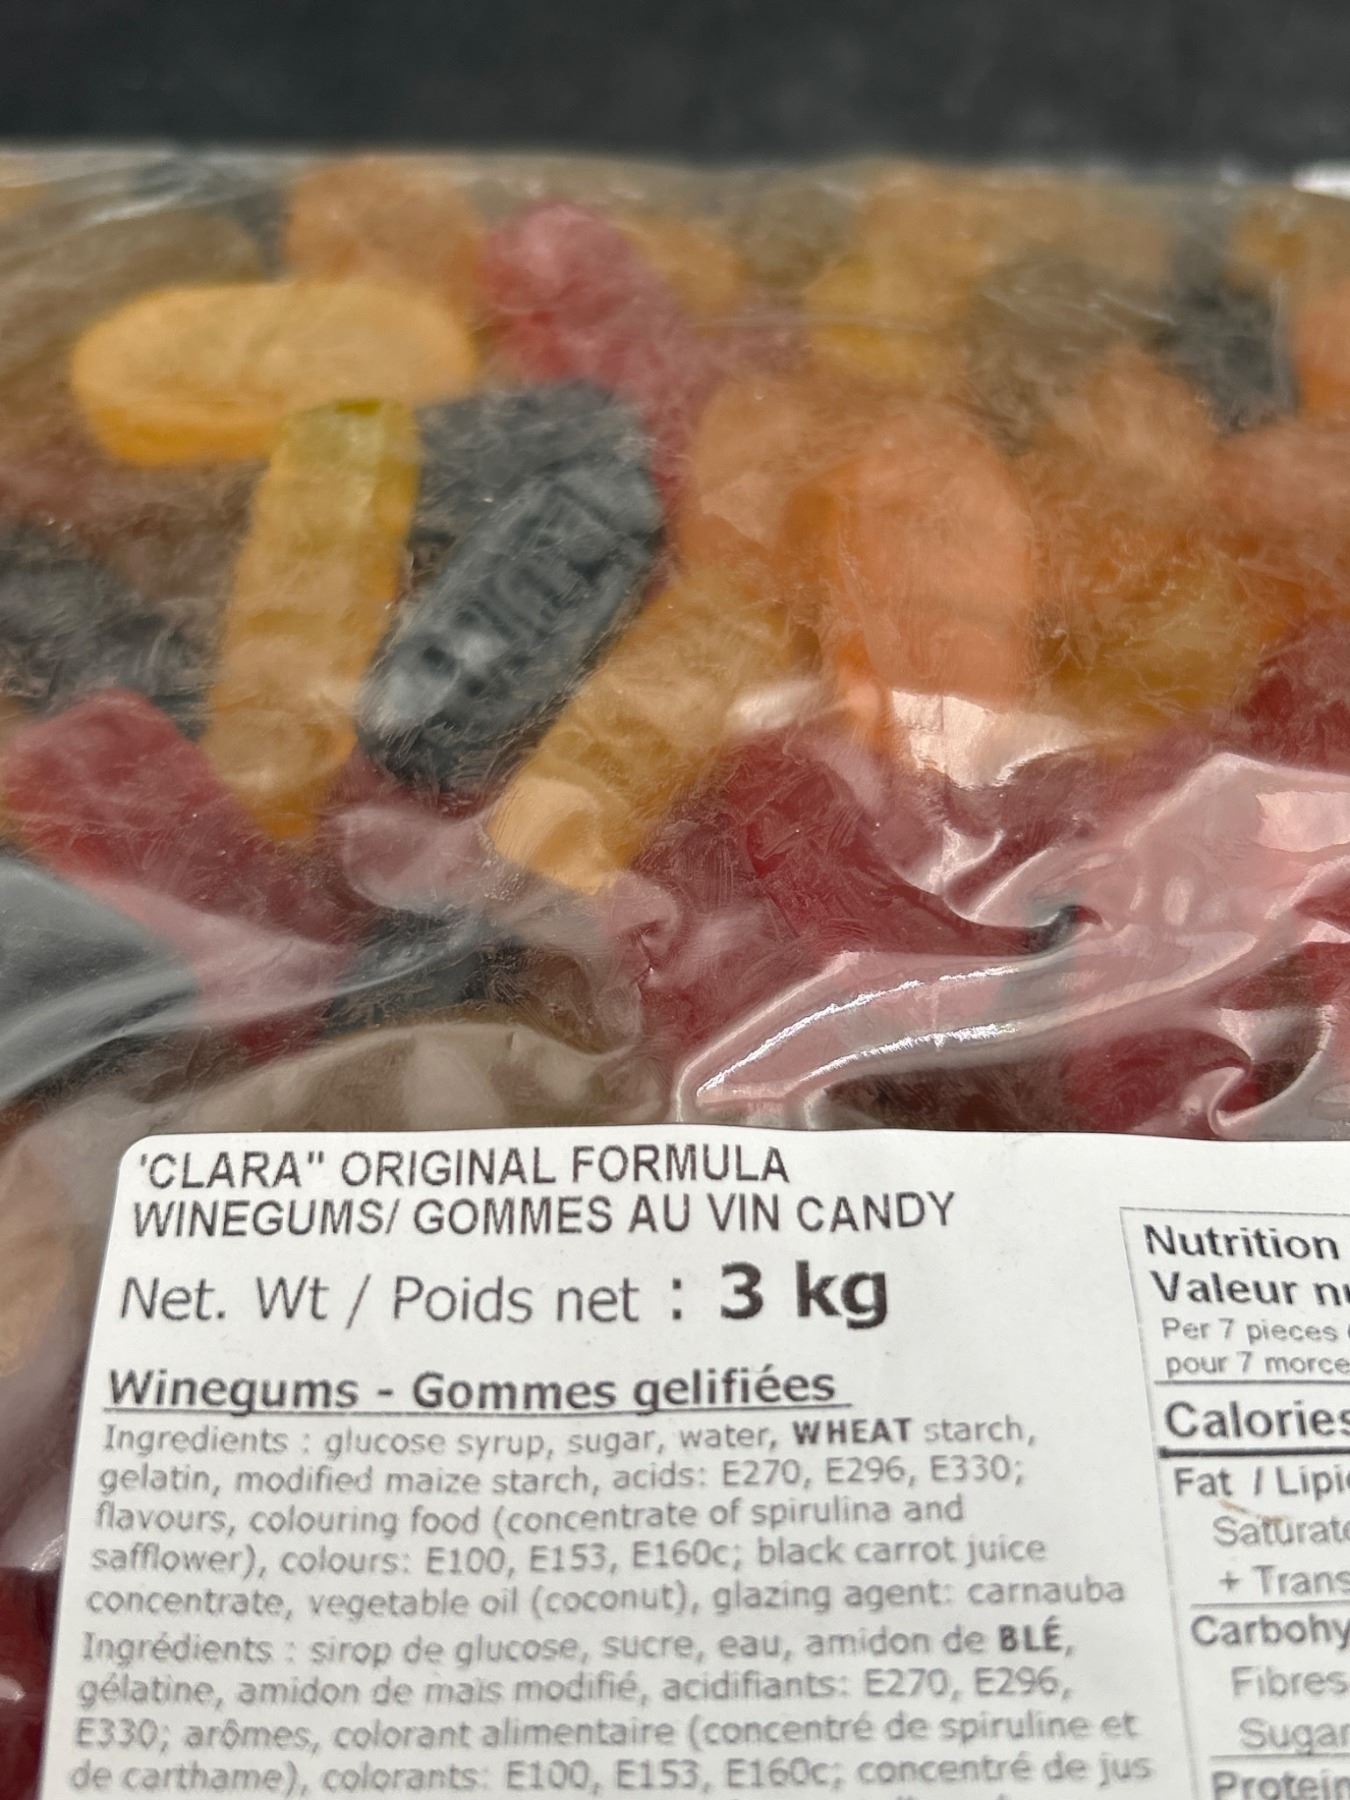 'CLARA" ORIGINAL FORMULA
WINEGUMS/ GOMMES AU VIN CANDY
Net. Wt / Poids net : 3 kg
Winegums - Gommes gelifiées
Ingredients : glucose syrup, sugar, water, WHEAT starch,
gelatin, modified maize starch, acids: E270, E296, E330;
flavours, colouring food (concentrate of spirulina and
safflower), colours: E100, E153, E160c; black carrot juice
concentrate, vegetable oil (coconut), glazing agent: carnauba
Ingrédients : sirop de glucose, sucre, eau, amidon de BLÉ,
gélatine, amidon de maïs modifié, acidifiants: E270, E296,
E330; arômes, colorant alimentaire (concentré de spiruline et
de carthame), colorants: E100, E153, E160c; concentré de jus
Nutrition
Valeur
Per 7 pieces
pour 7
Calories
Fat /
+ Trans
Fibres
Protein